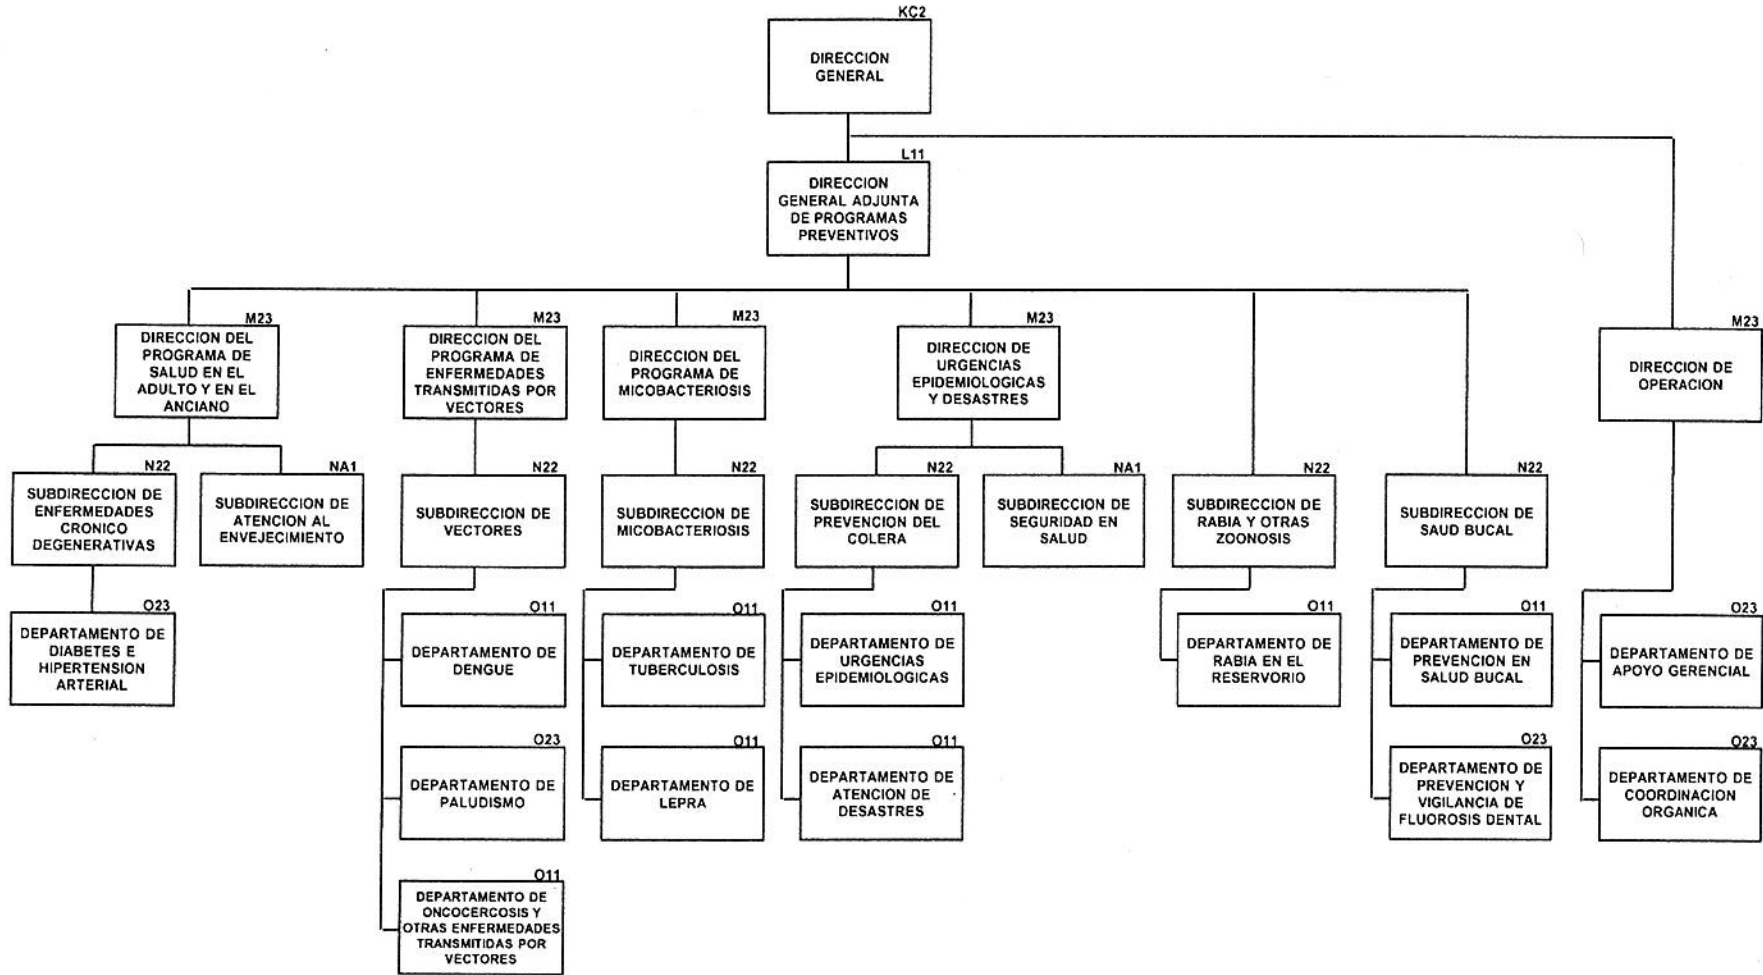 KC2
DIRECCION
GENERAL
L11
DIRECCION
GENERAL ADJUNTA
DE PROGRAMAS
PREVENTIVOS
M23
DIRECCION DEL
PROGRAMA DE
SALUD EN EL
ADULTO Y EN EL
ANCIANO
M23
DIRECCION DEL
PROGRAMA DE
ENFERMEDADES
TRANSMITIDAS POR
VECTORES
M23
DIRECCION DEL
PROGRAMA DE
MICOBACTERIOSIS
M23
DIRECCION DE
URGENCIAS
EPIDEMIOLOGICAS
Y DESASTRES
M23
DIRECCION DE
OPERACION
N22
SUBDIRECCION DE
ENFERMEDADES
CRONICO
DEGENERATIVAS
NA1
SUBDIRECCION DE
ATENCION AL
ENVEJECIMIENTO
N22
SUBDIRECCION DE
VECTORES
N22
SUBDIRECCION DE
MICOBACTERIOSIS
N22
SUBDIRECCION DE
PREVENCION DEL
COLERA
NA1
SUBDIRECCION DE
SEGURIDAD EN
SALUD
N22
SUBDIRECCION DE
RABIA Y OTRAS
ZOONOSIS
N22
SUBDIRECCION DE
SAUD BUCAL
O23
DEPARTAMENTO DE
DIABETES E
HIPERTENSION
ARTERIAL
O11
DEPARTAMENTO DE
DENGUE
O11
DEPARTAMENTO DE
TUBERCULOSIS
O11
DEPARTAMENTO DE
URGENCIAS
EPIDEMIOLOGICAS
O11
DEPARTAMENTO DE
RABIA EN EL
RESERVORIO
O11
DEPARTAMENTO DE
PREVENCION EN
SALUD BUCAL
O23
DEPARTAMENTO DE
APOYO GERENCIAL
O23
DEPARTAMENTO DE
PALUDISMO
O11
DEPARTAMENTO DE
LEPRA
O11
DEPARTAMENTO DE
ATENCION DE
DESASTRES
O23
DEPARTAMENTO DE
PREVENCION Y
VIGILANCIA DE
FLUOROSIS DENTAL
O23
DEPARTAMENTO DE
COORDINACION
ORGANICA
O11
DEPARTAMENTO DE
ONCOCERCOSIS Y
OTRAS ENFERMEDADES
TRANSMITIDAS POR
VECTORES